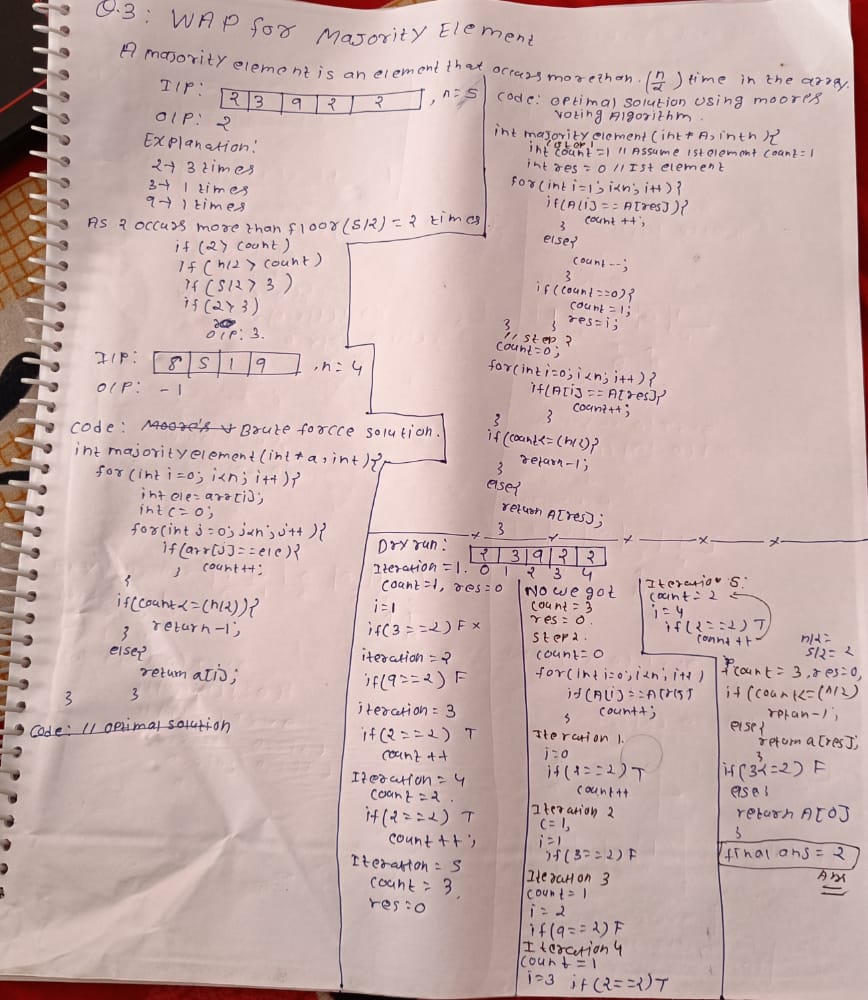 Q.3: WAP for Majority Element
A majority element is an element that occurs more than (n/2) time in the array.
I/P: 2 3 9 2 2, n=5
O/P: 2
Explanation:
2→ 3 times
3→ 1 times
9→ 1 times
As 2 occurs more than floor(5/2) = 2 times
if (2> count)
if (n/2 > count)
if (5/2 > 3)
if (2>3)
O/P: 3.
I/P: 8 5 1 9, n=4
O/P: -1
code: Moore's v Brute forcce solution.
int majority element (int * a, int) {
for (int i=0; i<n; i++) {
int ele= arr[i];
int c= 0;
for(int j=0; j<n; j++){
if(arr[j]==ele){
count++;
}
}
if(count<=(n/2)){
return-1;
}
else{
return a[i];
}
}
Code: // Optimal solution
code: optimal solution using moores
voting Algorithm.
int majority element (int * A, int n){
// step 1
int count=1 // Assume 1st element count=1
int res = 0 // Ist element
for(int i=1; i<n; i++){
if(A[i] == A[res]){
count ++;
}
else{
count--;
}
if(count==0){
count=1;
res=i;
}
}
// step 2
count=0;
for(int i=0; i<n; i++){
if(A[i]==A[res]{
count++;
}
}
if(count<=(n/2){
return-1;
}
else{
return A[res];
}
Dry run: 2 3 9 2 2
0 1 2 3 4
Iteration=1.
count=1, res=0
i=1
if(3==2) F ×
iteration=2
if(9==2) F
iteration = 3
if(2==2) T
count ++
Iteration=4
count=2.
if(2==2) T
count ++;
Iteration = 5
count = 3
res=0
Now we got
count=3
res=0.
step 2.
count=0
for(int i=0; i<n; i++)
if(A[i]==A[res]
count++;
}
Iteration 1.
i=0
if(2==2)T
count++
Iteration 2
c=1,
i=1
if(3==2) F
Iteration 3
count=1
i=2
if(9==2)F
Iteration 4
count=1
i=3 if(2==2)T
Iteration 5:
count=2
i=4
if(2==2) T
count ++
n/2=
5/2= 2
count = 3, res=0,
if(count<=(n/2)
retuan-1;
else{
return a[res];
}
if(3<=2) F
else{
return A[0]
}
final ans = 2
Ans